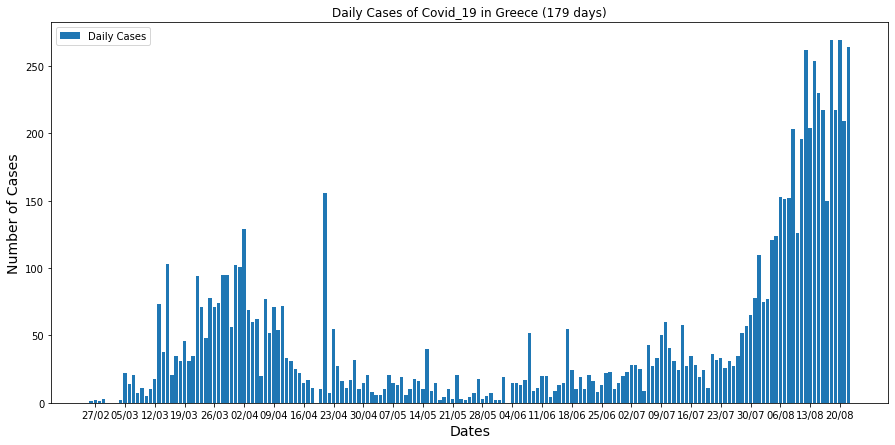 Daily Cases of Covid_19 in Greece (179 days)
Daily Cases
Number of Cases
250
200
150
100
50
0
27/02 05/03 12/03 19/03 26/03 02/04 09/04 16/04 23/04 30/04 07/05 14/05 21/05 28/05 04/06 11/06 18/06 25/06 02/07 09/07 16/07 23/07 30/07 06/08 13/08 20/08
Dates